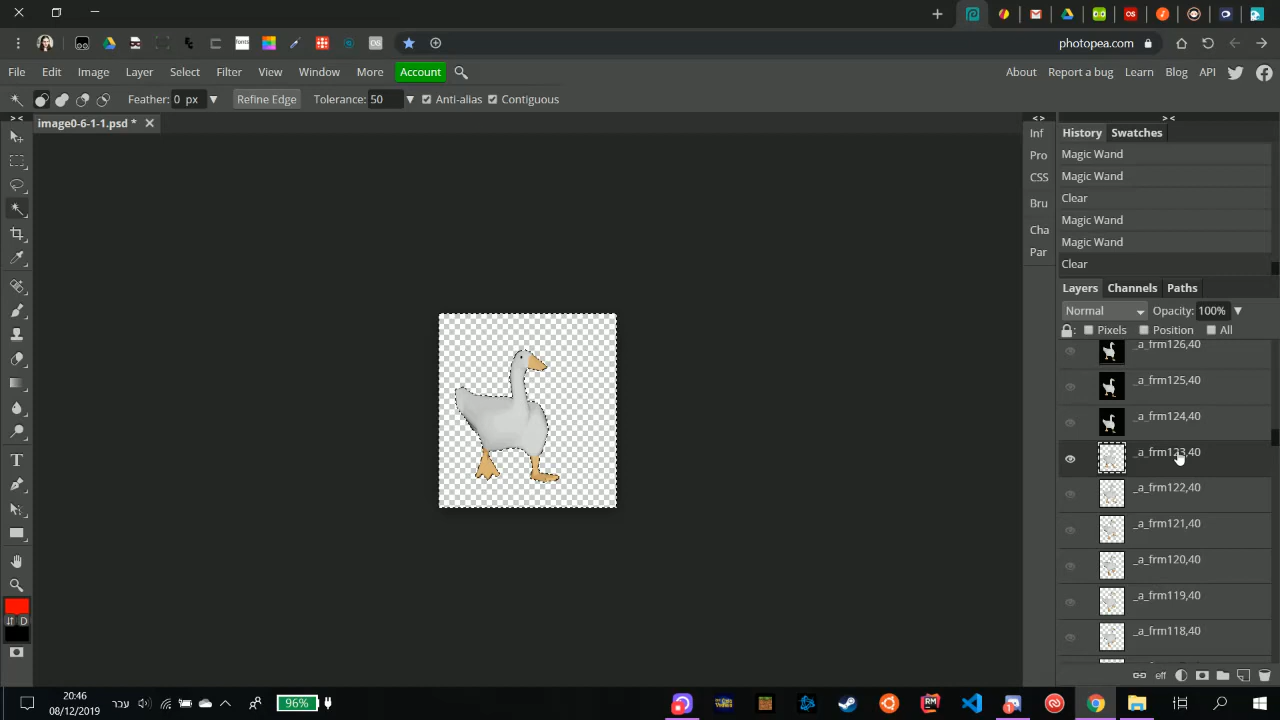 photopea.com
File Edit Image Layer Select Filter View Window More Account
About Report a bug Learn Blog API
Feather: 0 px Refine Edge Tolerance: 50 Anti-alias Contiguous
image0-6-1-1.psd *
Inf
Pro
CSS
Bru
Cha
Par
History Swatches
Magic Wand
Magic Wand
Clear
Magic Wand
Magic Wand
Clear
Layers Channels Paths
Normal Opacity: 100%
Pixels Position All
_a_frm126,40
_a_frm125,40
_a_frm124,40
_a_frm123,40
_a_frm122,40
_a_frm121,40
_a_frm120,40
_a_frm119,40
_a_frm118,40
eff
D
20:46
08/12/2019
עבר
96%